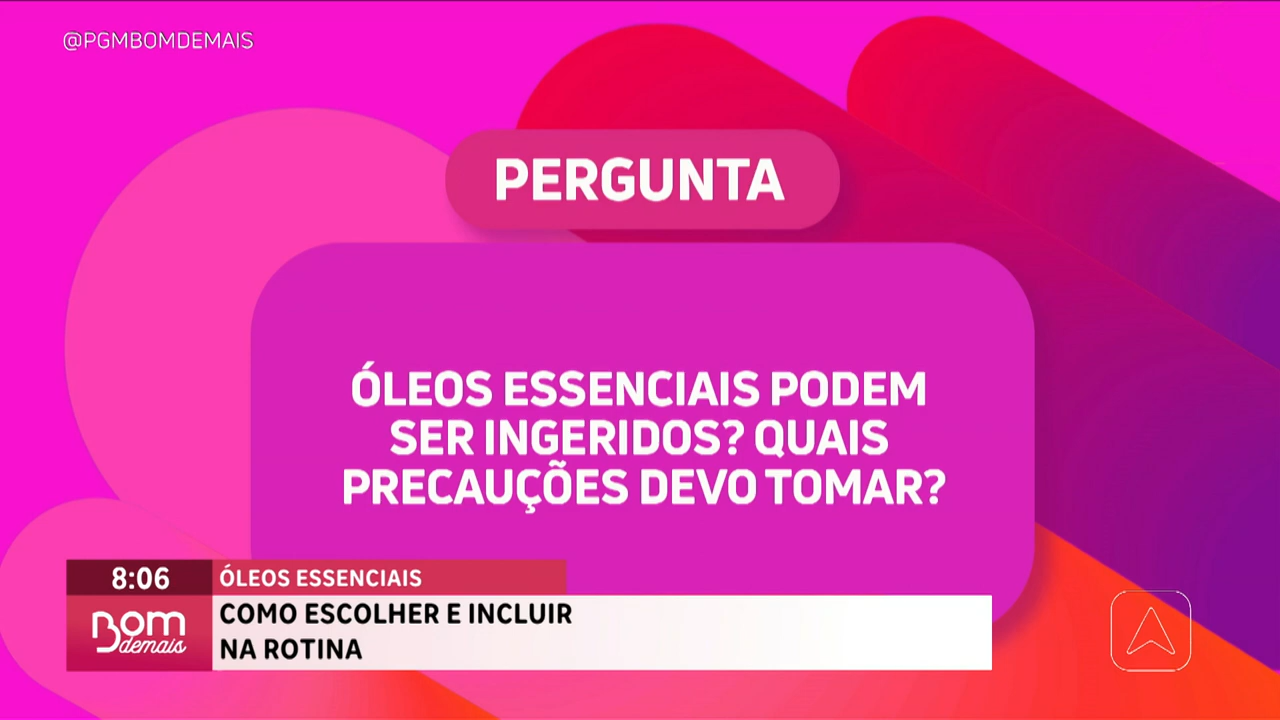 @PGMBOMDEMAIS
PERGUNTA
ÓLEOS ESSENCIAIS PODEM
SER INGERIDOS? QUAIS
PRECAUÇÕES DEVO TOMAR?
8:06
ÓLEOS ESSENCIAIS
Bom
demais
COMO ESCOLHER E INCLUIR
NA ROTINA